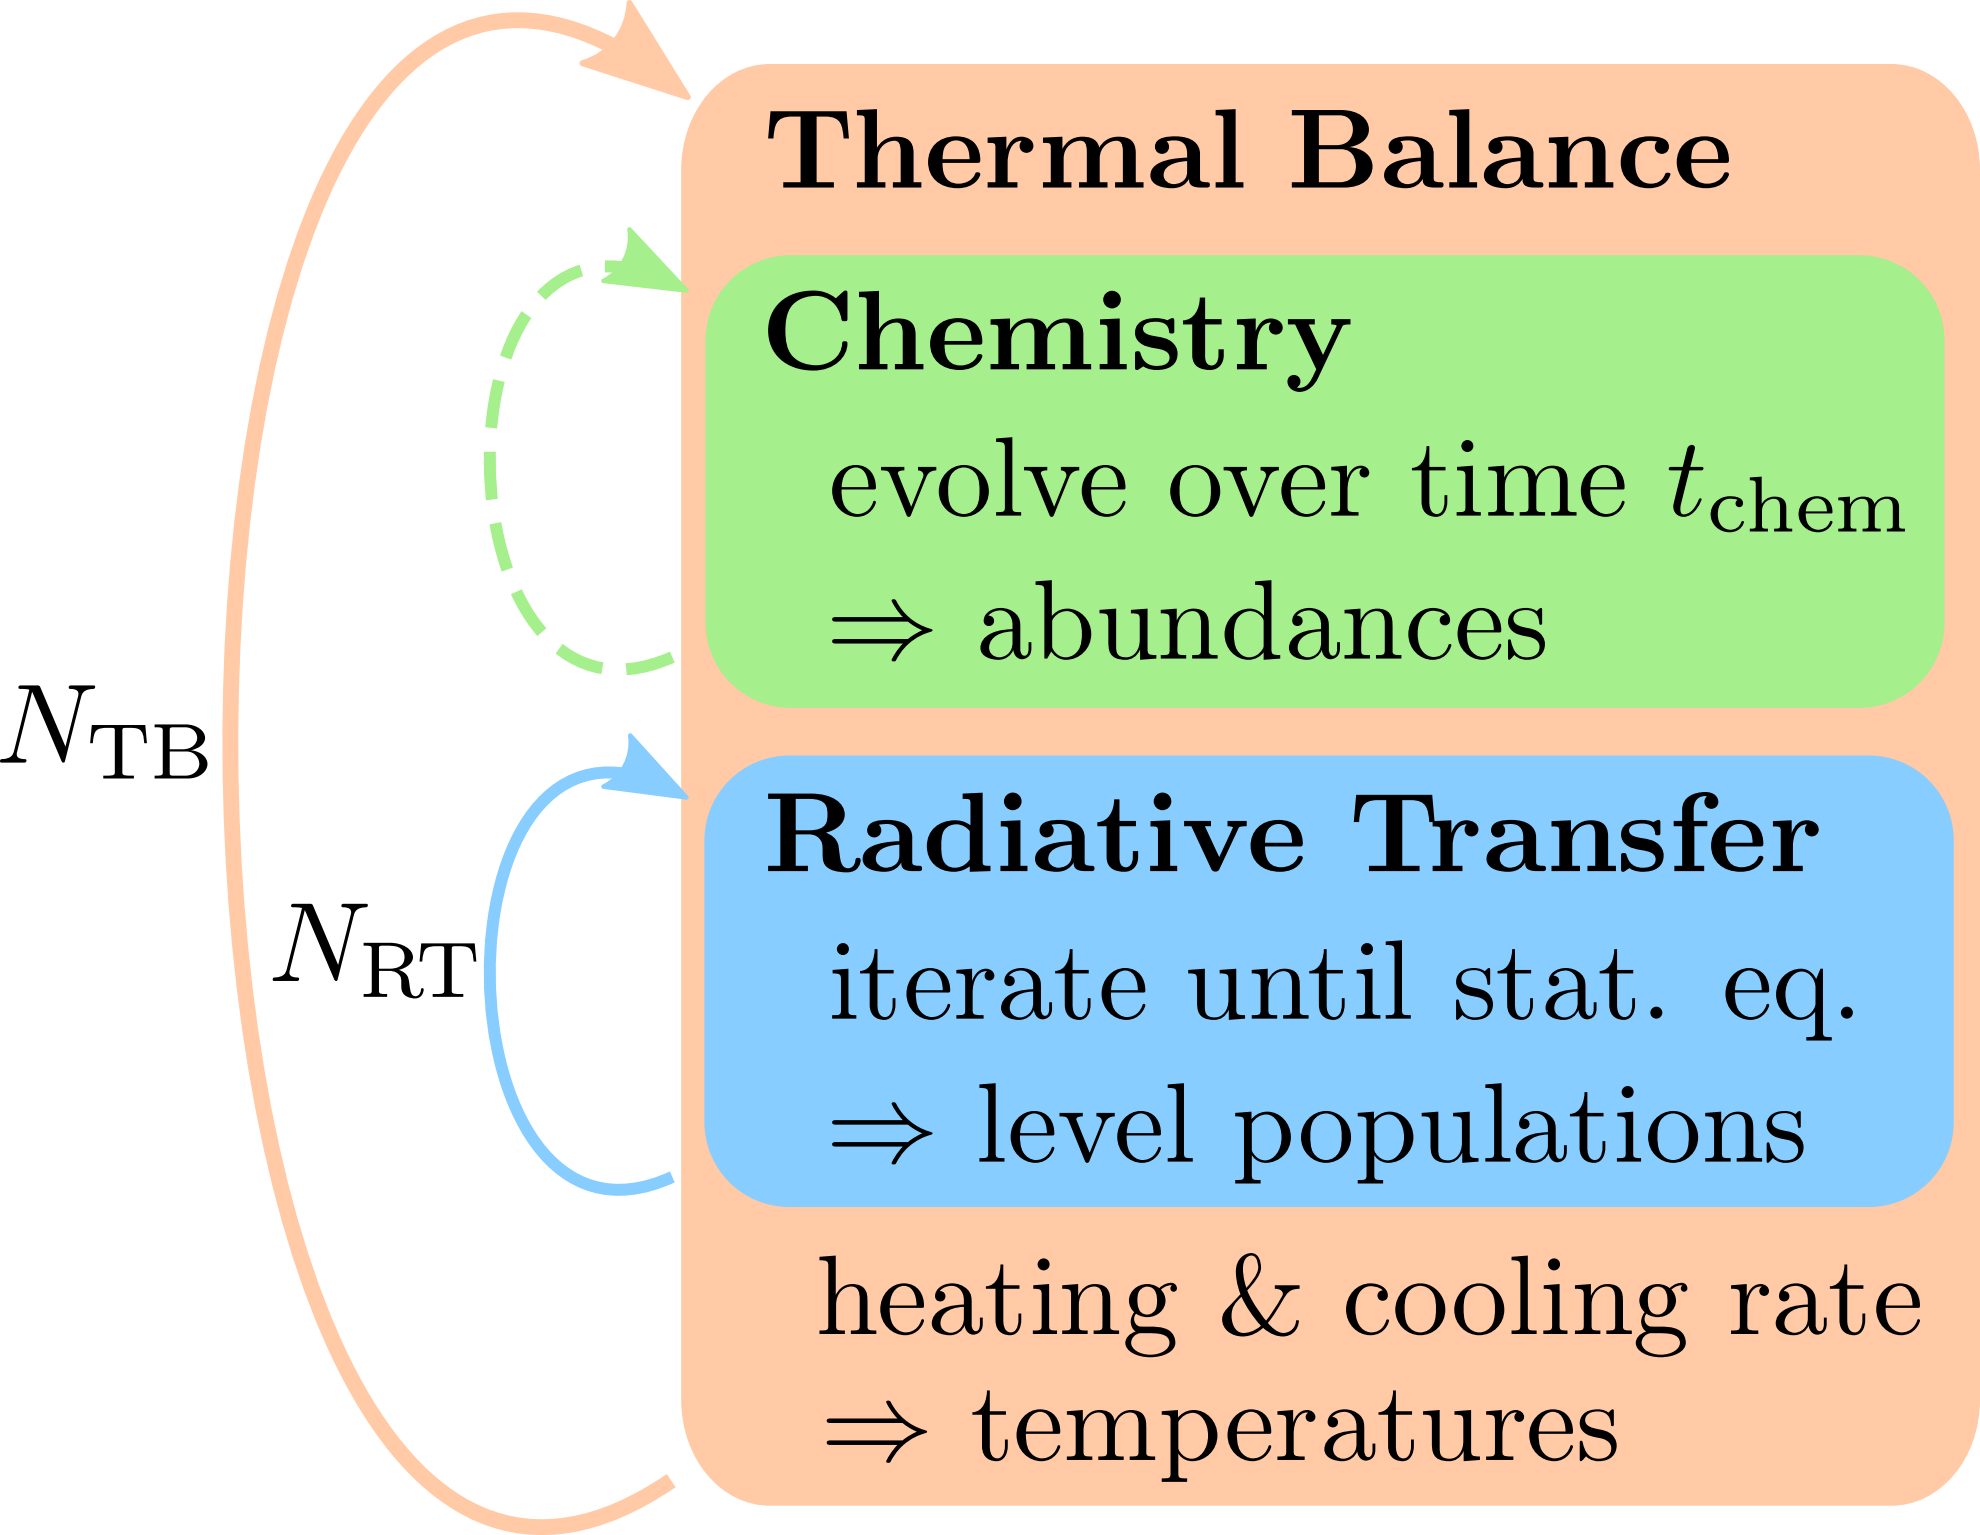 Thermal Balance
Chemistry
evolve over time t_chem
⇒ abundances
N_TB
Radiative Transfer
N_RT
iterate until stat. eq.
⇒ level populations
heating & cooling rate
⇒ temperatures